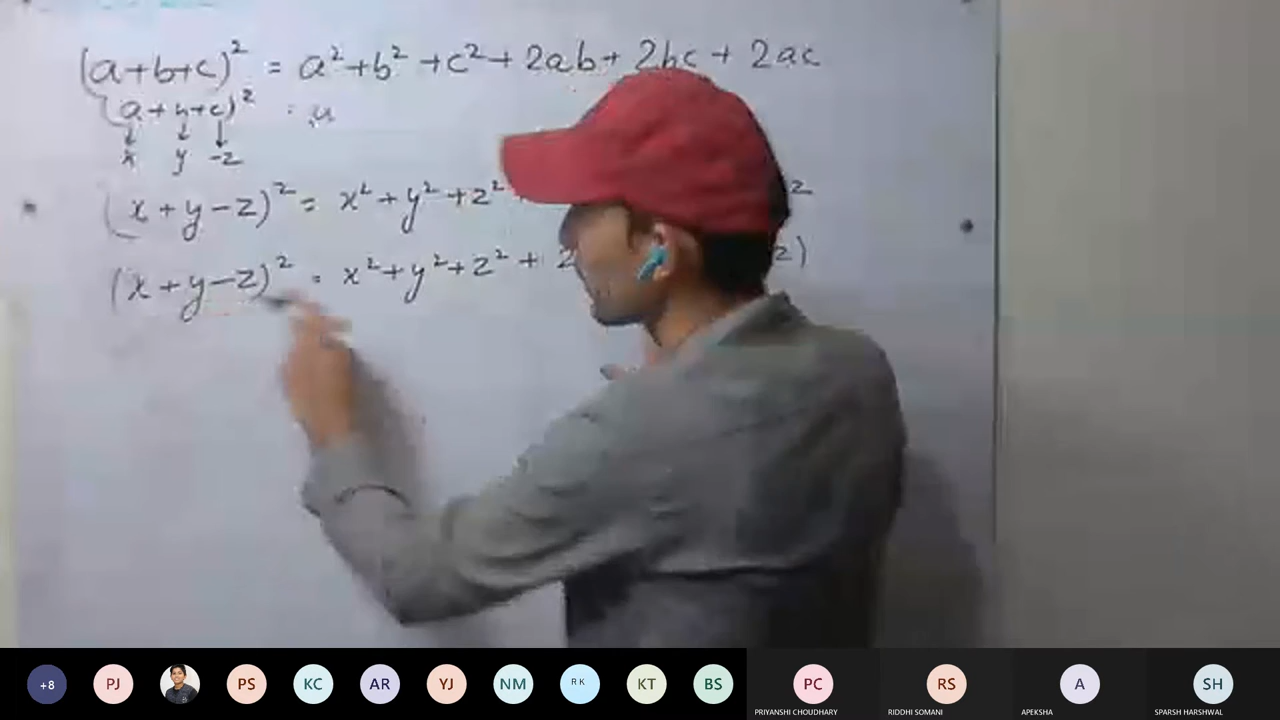 (a+b+c)² = a²+b²+c²+2ab+2bc+2ac
(a+b+c)² = a
x y -z
(x+y-z)² = x²+y²+z²
(x+y-z)² = x²+y²+z²+2 z)
+8 PJ PS KC AR YJ NM RK KT BS PC RS A SH
PRIYANSHI CHOUDHARY RIDDHI SOMANI APEKSHA SPARSH HARSHWAL